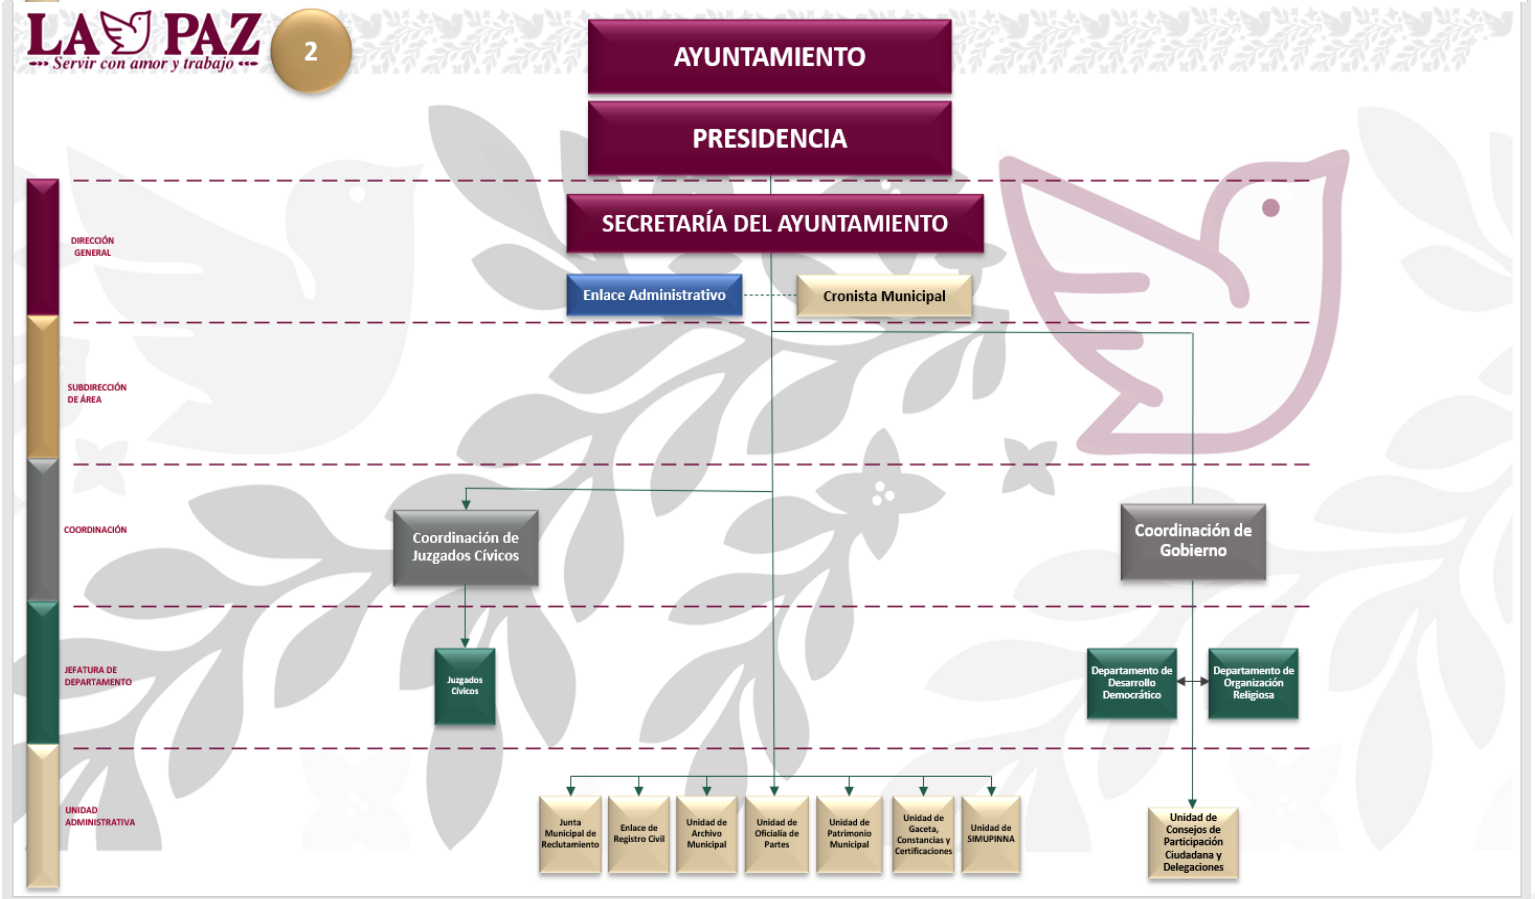 LA PAZ
Servir con amor y trabajo
2
AYUNTAMIENTO
PRESIDENCIA
SECRETARÍA DEL AYUNTAMIENTO
DIRECCIÓN
GENERAL
Enlace Administrativo
Cronista Municipal
SUBDIRECCIÓN
DE ÁREA
COORDINACIÓN
Coordinación de
Juzgados Cívicos
Coordinación de
Gobierno
JEFATURA DE
DEPARTAMENTO
Juzgados
Cívicos
Departamento de
Desarrollo
Democrático
Departamento de
Organización
Religiosa
UNIDAD
ADMINISTRATIVA
Junta
Municipal de
Reclutamiento
Enlace de
Registro Civil
Unidad de
Archivo
Municipal
Unidad de
Oficialía de
Partes
Unidad de
Patrimonio
Municipal
Unidad de
Gaceta,
Constancias y
Certificaciones
Unidad de
SIMUPINNA
Unidad de
Consejos de
Participación
Ciudadana y
Delegaciones